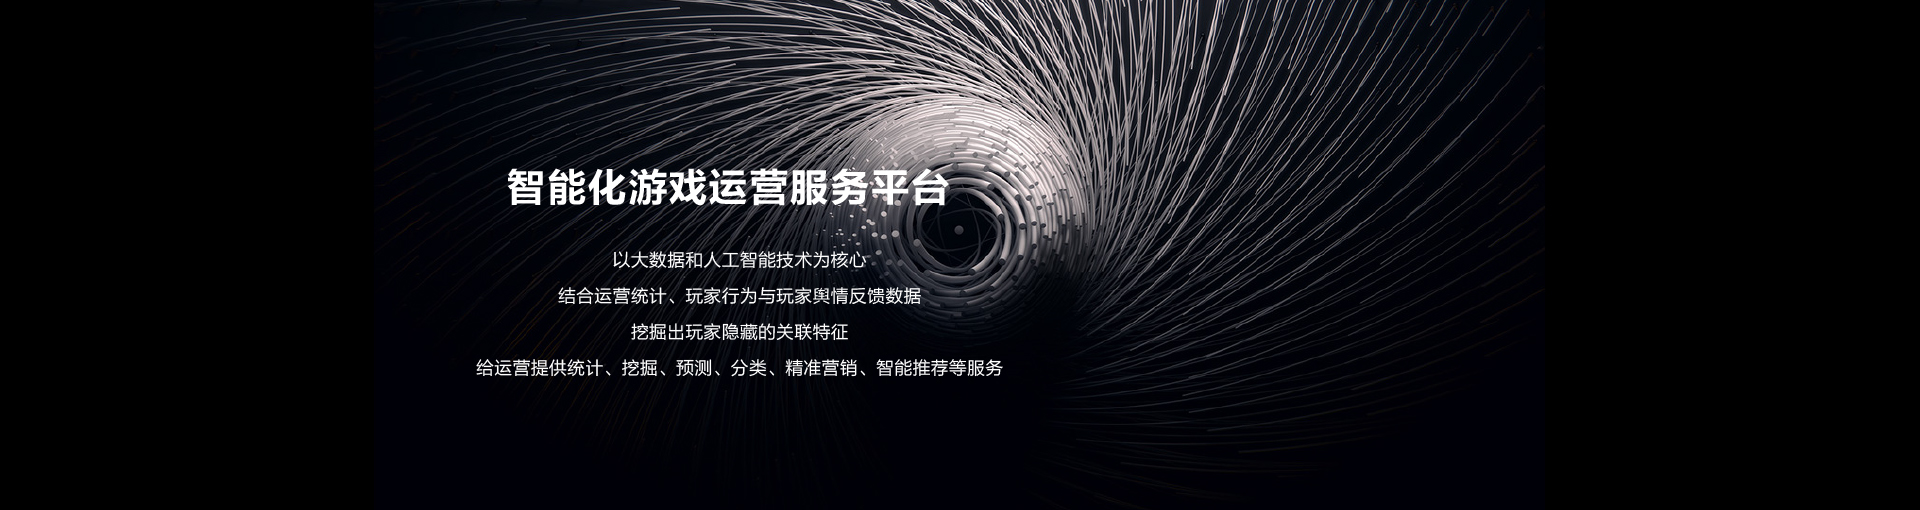 智能化游戏运营服务平台
以大数据和人工智能技术为核心
结合运营统计、玩家行为与玩家舆情反馈数据
挖掘出玩家隐藏的关联特征
给运营提供统计、挖掘、预测、分类、精准营销、智能推荐等服务